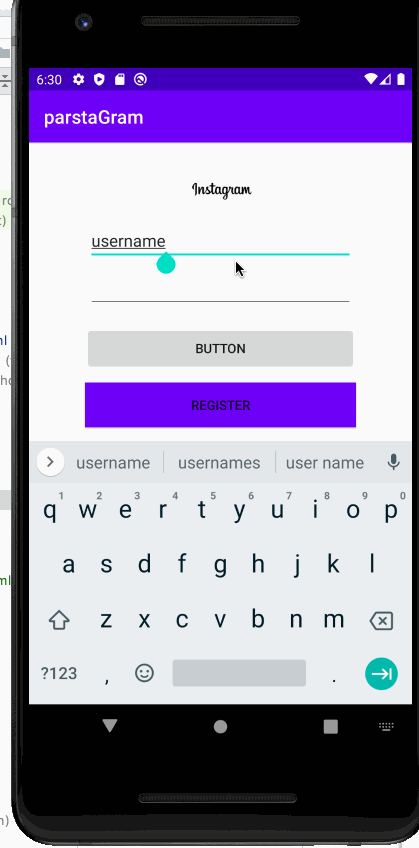 6:30
parstaGram
Instagram
username
BUTTON
REGISTER
username usernames user name
1 2 3 4 5 6 7 8 9 0
q w e r t y u i o p
a s d f g h j k l
z x c v b n m
?123 , .